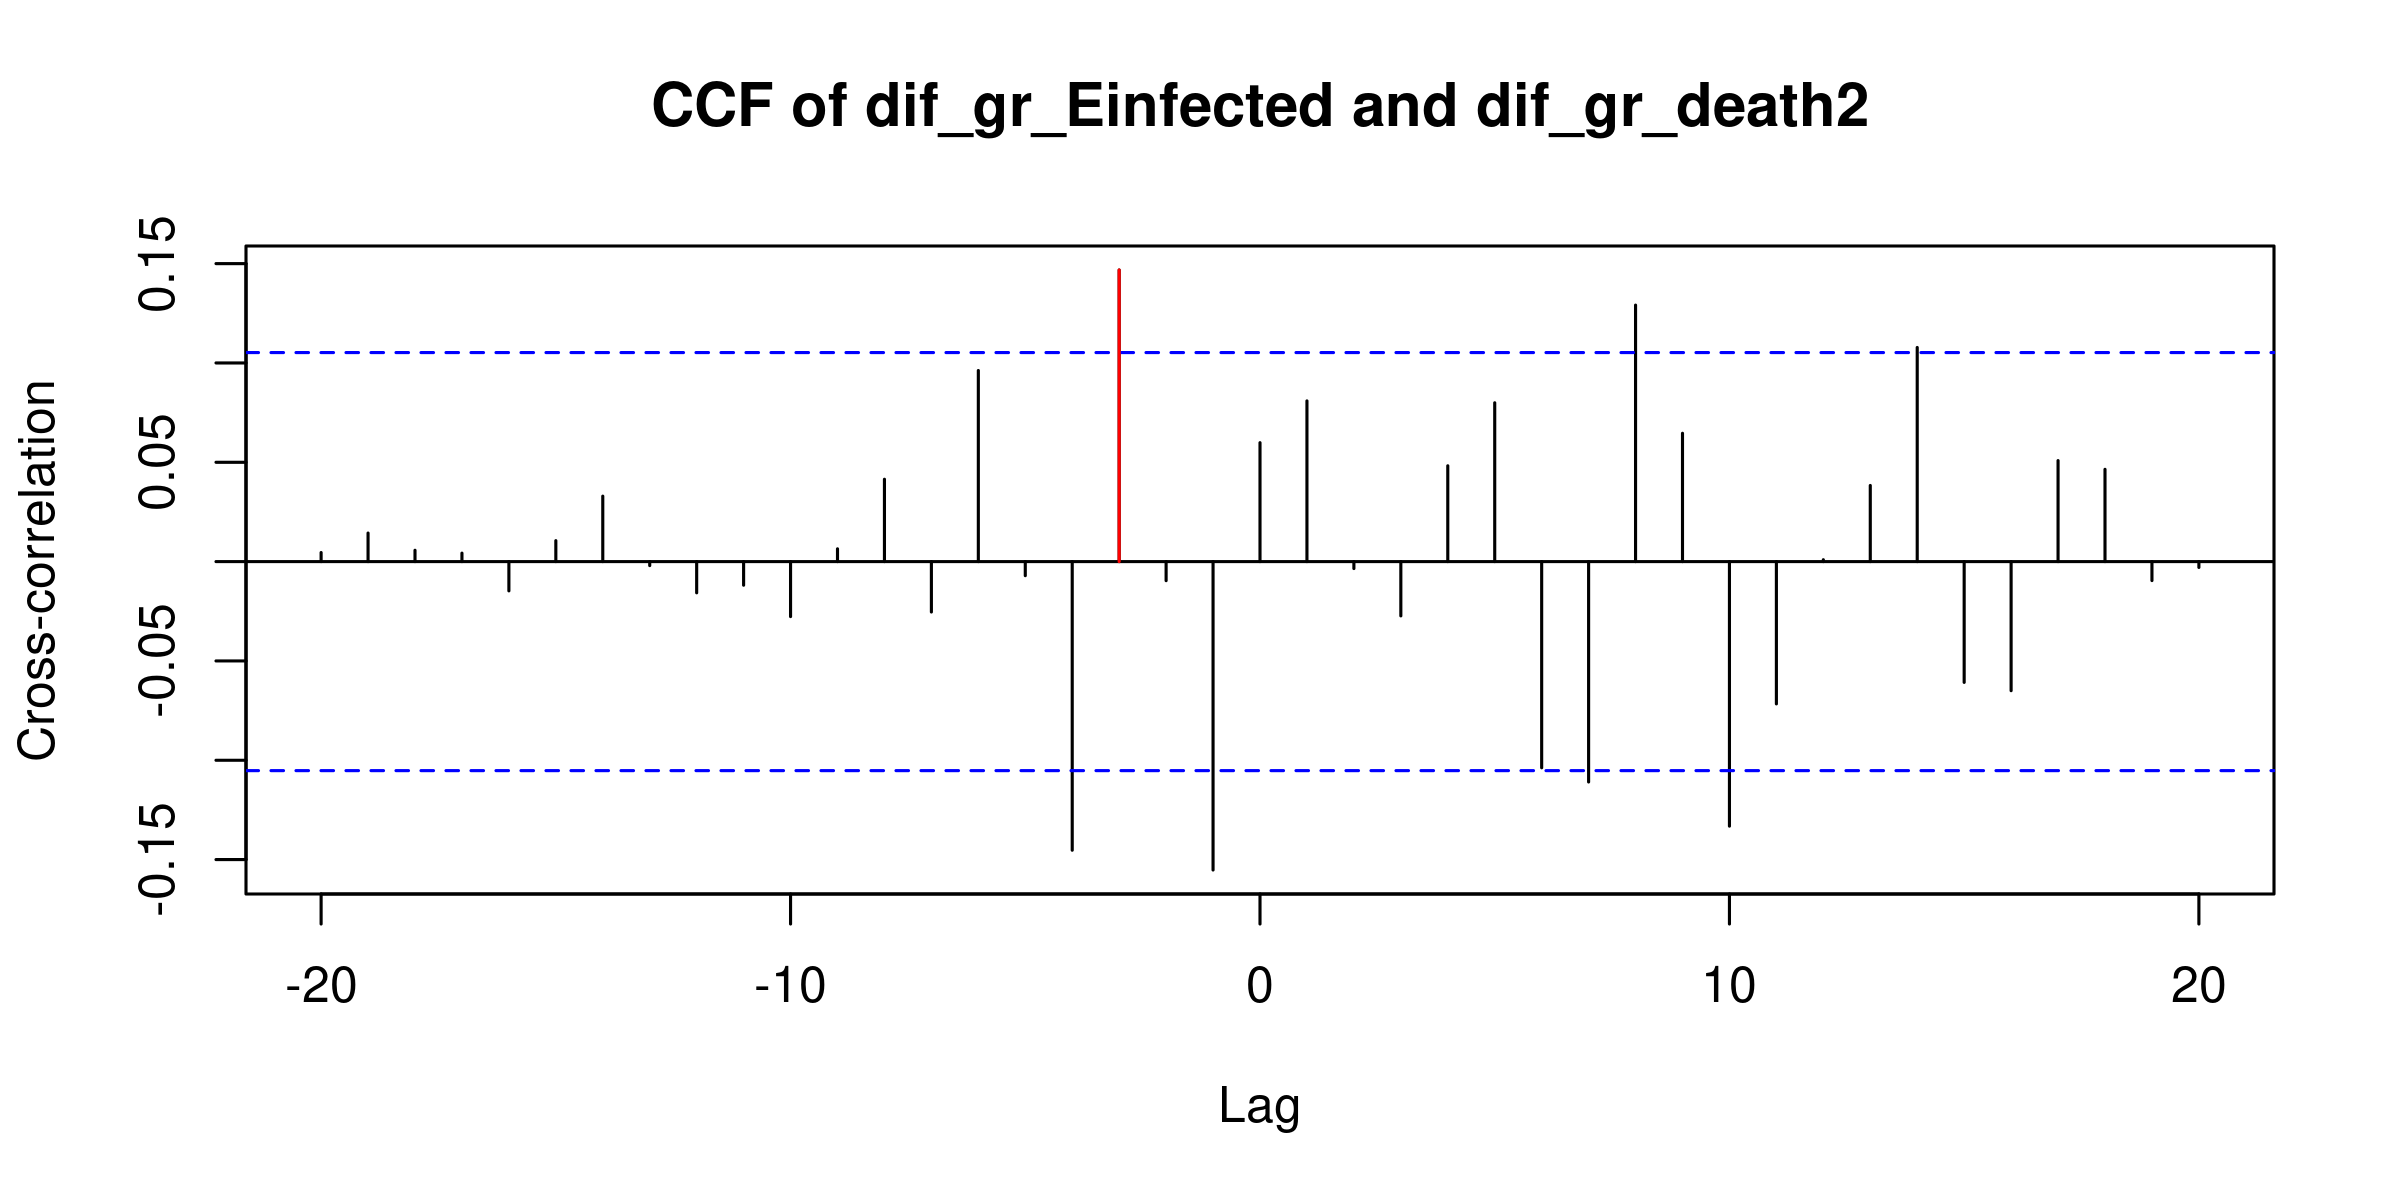 CCF of dif_gr_Einfected and dif_gr_death2
Cross-correlation
0.15
0.05
-0.05
-0.15
-20 -10 0 10 20
Lag